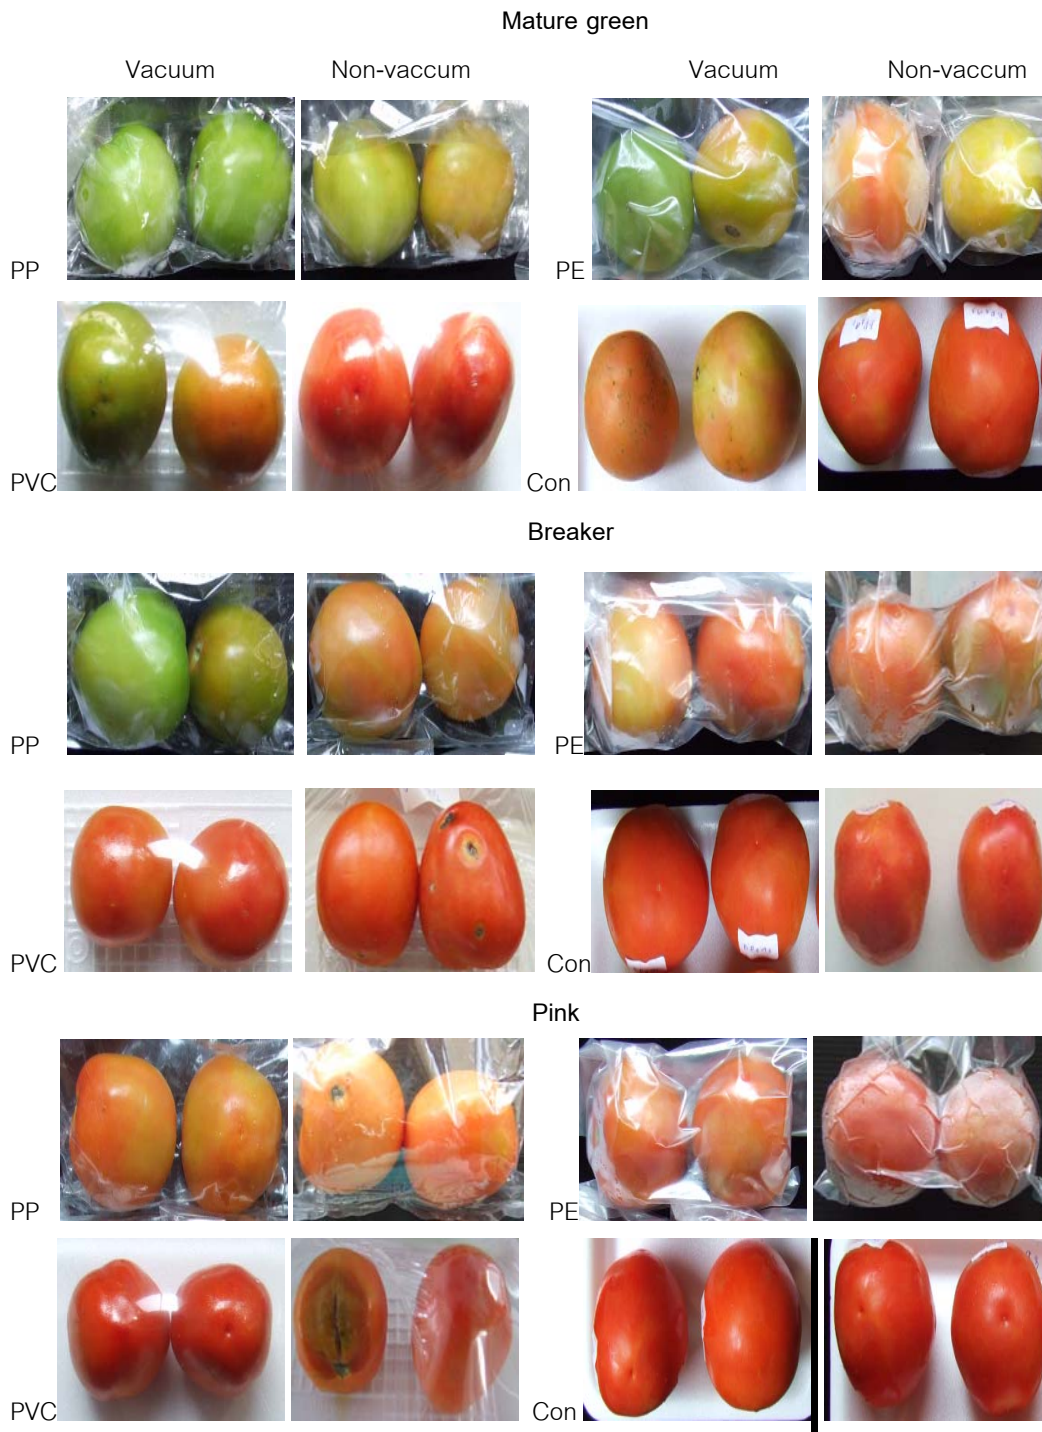 Mature green
Vacuum Non-vaccum Vacuum Non-vaccum
PP PE
PVC Con
Breaker
PP PE
PVC Con
Pink
PP PE
PVC Con